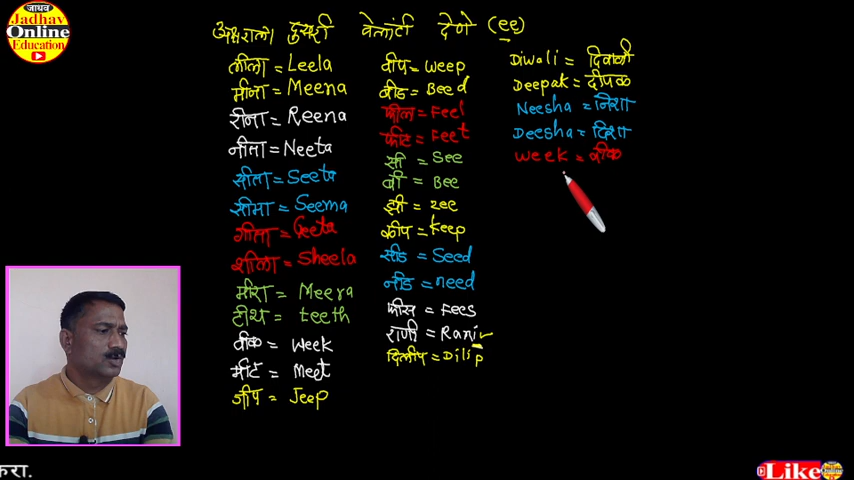 जाधव
Jadhav
Online
Education
अक्षराला दुसरी वेलांटी देणे (ee)
लीला = Leela
मीना = Meena
रीना = Reena
नीता = Neeta
सीता = Seeta
सीमा = Seema
गीता = Geeta
शीला = Sheela
मीरा = Meera
टीथ = teeth
वीक = Week
मीट = Meet
जीप = Jeep
वीप = Weep
बीड = Beed
फील = Feel
फीट = Feet
सी = See
बी = Bee
झी = Zee
कीप = Keep
सीड = Seed
नीड = need
फीस = Fees
राणी = Rani
दिलीप = Dilip
Diwali = दिवाळी
Deepak = दीपक
Neesha = निशा
Deesha = दिशा
Week = वीक
करा.
Like